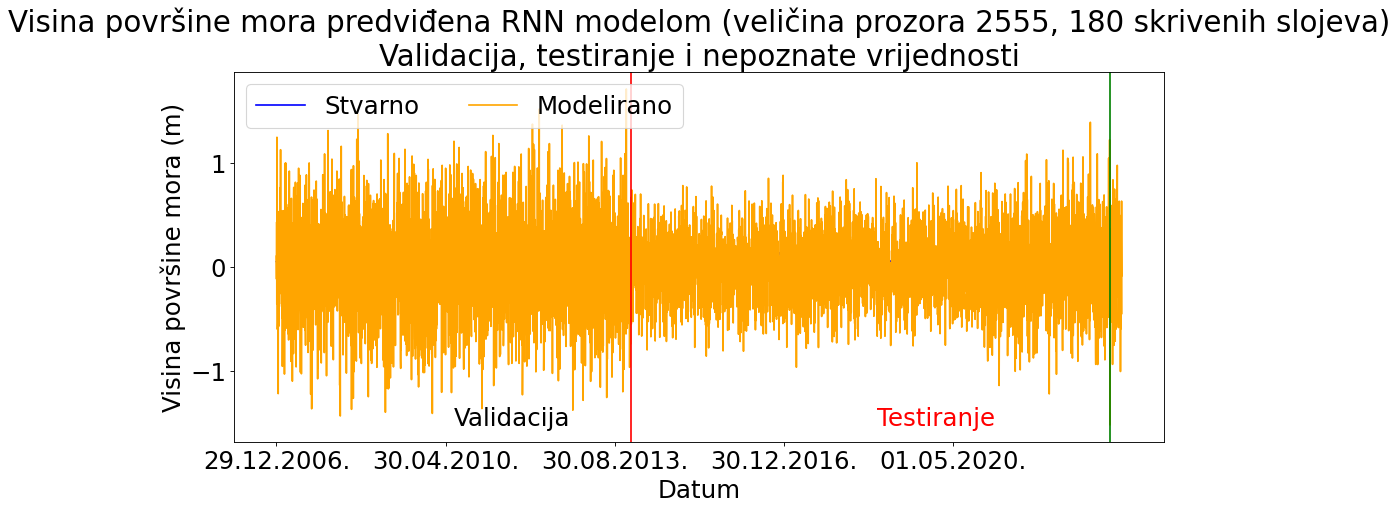 Visina površine mora predviđena RNN modelom (veličina prozora 2555, 180 skrivenih slojeva)
Validacija, testiranje i nepoznate vrijednosti
Stvarno
Modelirano
Visina površine mora (m)
1
0
−1
Validacija
Testiranje
29.12.2006.
30.04.2010.
30.08.2013.
30.12.2016.
01.05.2020.
Datum